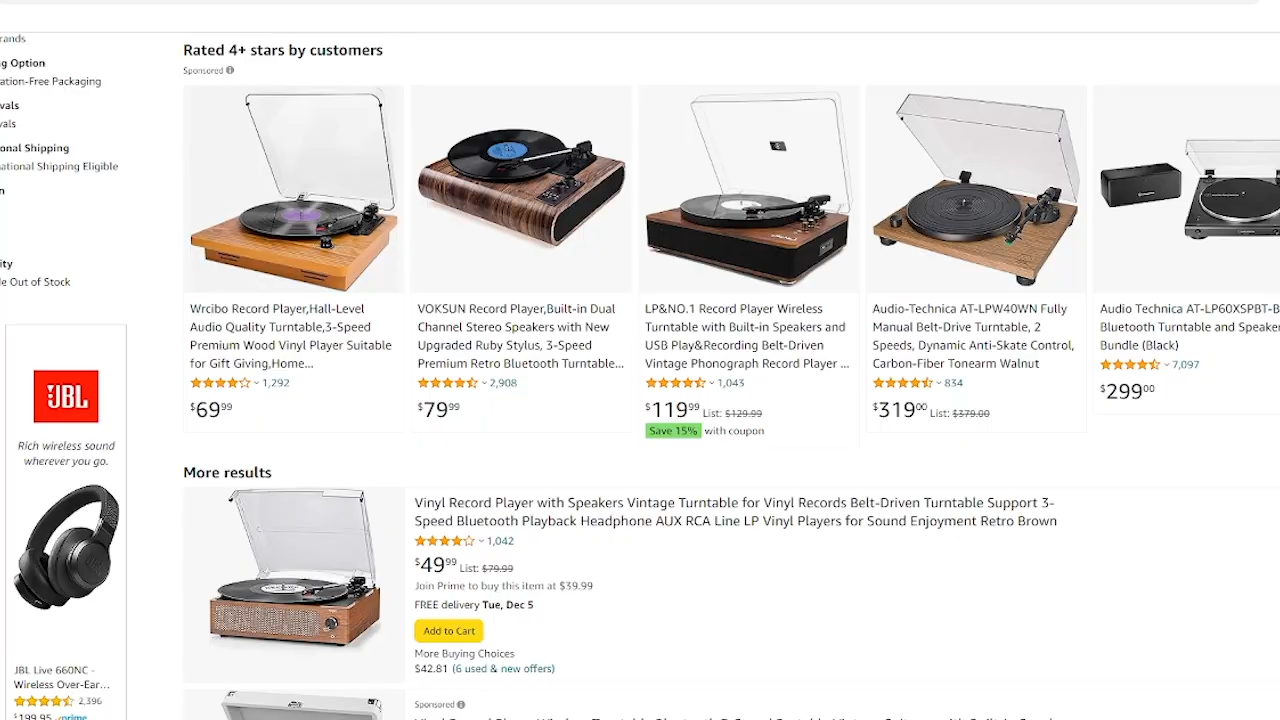 rands
ng Option
ation-Free Packaging
vals
vals
onal Shipping
national Shipping Eligible
n
ity
de Out of Stock
JBL
Rich wireless sound
wherever you go.
JBL Live 660NC -
Wireless Over-Ear...
2,396
$199.95 prime
Rated 4+ stars by customers
Sponsored
Wrcibo Record Player,Hall-Level
Audio Quality Turntable,3-Speed
Premium Wood Vinyl Player Suitable
for Gift Giving,Home...
1,292
$69.99
VOKSUN Record Player,Built-in Dual
Channel Stereo Speakers with New
Upgraded Ruby Stylus, 3-Speed
Premium Retro Bluetooth Turntable...
2,908
$79.99
LP&NO.1 Record Player Wireless
Turntable with Built-in Speakers and
USB Play&Recording Belt-Driven
Vintage Phonograph Record Player ...
1,043
$119.99 List: $129.99
Save 15% with coupon
Audio-Technica AT-LPW40WN Fully
Manual Belt-Drive Turntable, 2
Speeds, Dynamic Anti-Skate Control,
Carbon-Fiber Tonearm Walnut
834
$319.00 List: $379.00
Audio Technica AT-LP60XSPBT-B
Bluetooth Turntable and Speaker
Bundle (Black)
7,097
$299.00
More results
Vinyl Record Player with Speakers Vintage Turntable for Vinyl Records Belt-Driven Turntable Support 3-
Speed Bluetooth Playback Headphone AUX RCA Line LP Vinyl Players for Sound Enjoyment Retro Brown
1,042
$49.99 List: $79.99
Join Prime to buy this item at $39.99
FREE delivery Tue, Dec 5
Add to Cart
More Buying Choices
$42.81 (6 used & new offers)
Sponsored